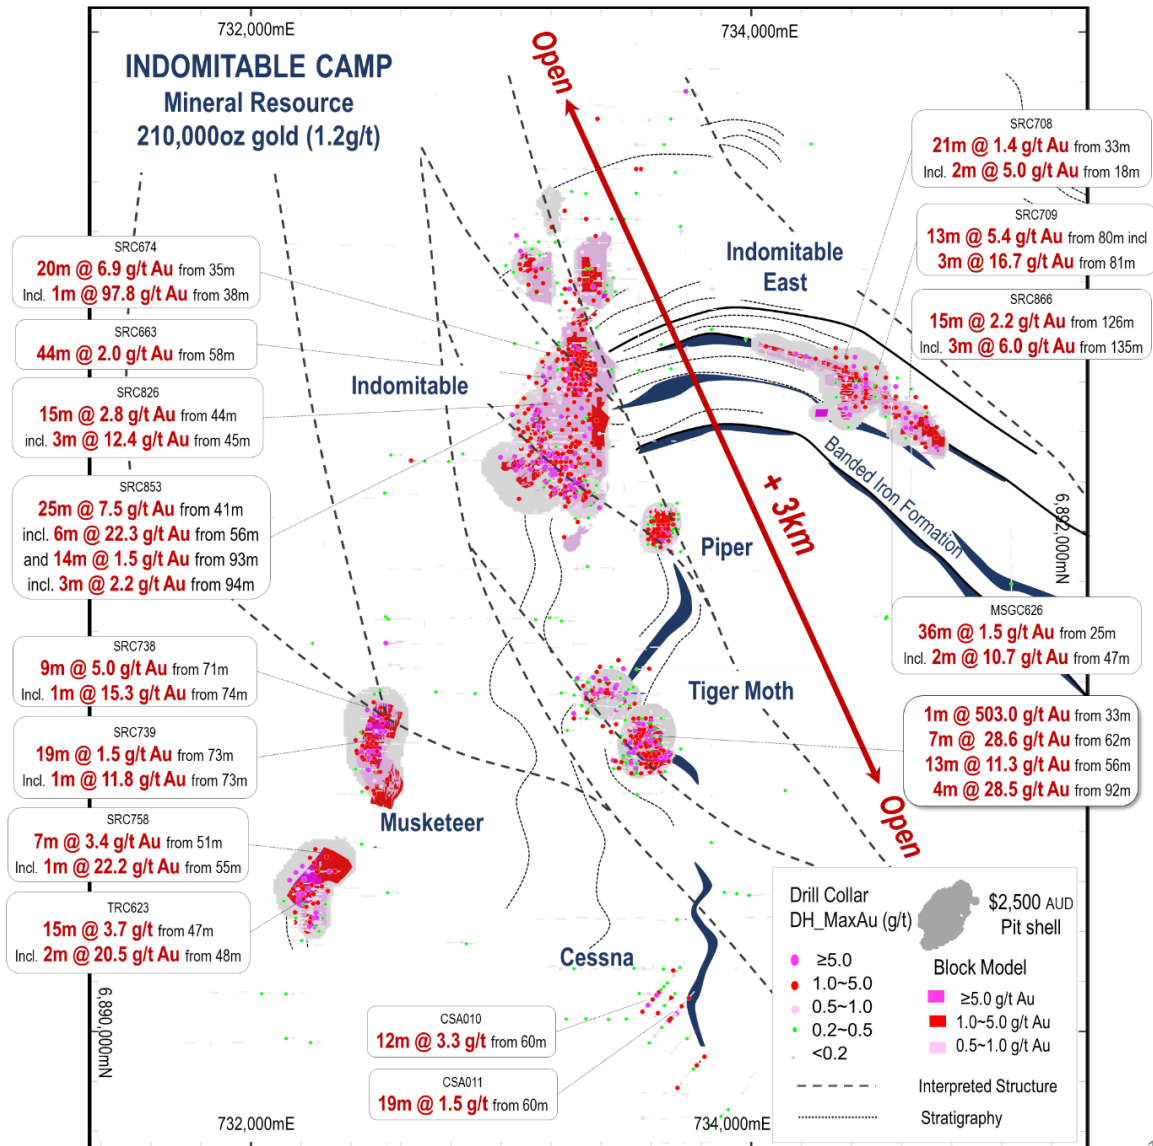 732,000mE
734,000mE
INDOMITABLE CAMP
Mineral Resource
210,000oz gold (1.2g/t)
Open
SRC708
21m @ 1.4 g/t Au from 33m
Incl. 2m @ 5.0 g/t Au from 18m
SRC709
13m @ 5.4 g/t Au from 80m incl
3m @ 16.7 g/t Au from 81m
SRC866
15m @ 2.2 g/t Au from 126m
Incl. 3m @ 6.0 g/t Au from 135m
Indomitable
East
SRC674
20m @ 6.9 g/t Au from 35m
Incl. 1m @ 97.8 g/t Au from 38m
SRC663
44m @ 2.0 g/t Au from 58m
Indomitable
SRC826
15m @ 2.8 g/t Au from 44m
incl. 3m @ 12.4 g/t Au from 45m
SRC853
25m @ 7.5 g/t Au from 41m
incl. 6m @ 22.3 g/t Au from 56m
and 14m @ 1.5 g/t Au from 93m
incl. 3m @ 2.2 g/t Au from 94m
Banded Iron Formation
6,892,000mN
+ 3km
Piper
MSGC626
36m @ 1.5 g/t Au from 25m
Incl. 2m @ 10.7 g/t Au from 47m
SRC738
9m @ 5.0 g/t Au from 71m
Incl. 1m @ 15.3 g/t Au from 74m
Tiger Moth
1m @ 503.0 g/t Au from 33m
7m @ 28.6 g/t Au from 62m
13m @ 11.3 g/t Au from 56m
4m @ 28.5 g/t Au from 92m
SRC739
19m @ 1.5 g/t Au from 73m
Incl. 1m @ 11.8 g/t Au from 73m
Musketeer
Open
SRC758
7m @ 3.4 g/t Au from 51m
Incl. 1m @ 22.2 g/t Au from 55m
TRC623
15m @ 3.7 g/t from 47m
Incl. 2m @ 20.5 g/t Au from 48m
Cessna
6,890,000mN
CSA010
12m @ 3.3 g/t from 60m
CSA011
19m @ 1.5 g/t from 60m
Drill Collar
DH_MaxAu (g/t)
≥5.0
1.0~5.0
0.5~1.0
0.2~0.5
<0.2
$2,500 AUD
Pit shell
Block Model
≥5.0 g/t Au
1.0~5.0 g/t Au
0.5~1.0 g/t Au
Interpreted Structure
Stratigraphy
732,000mE
734,000mE